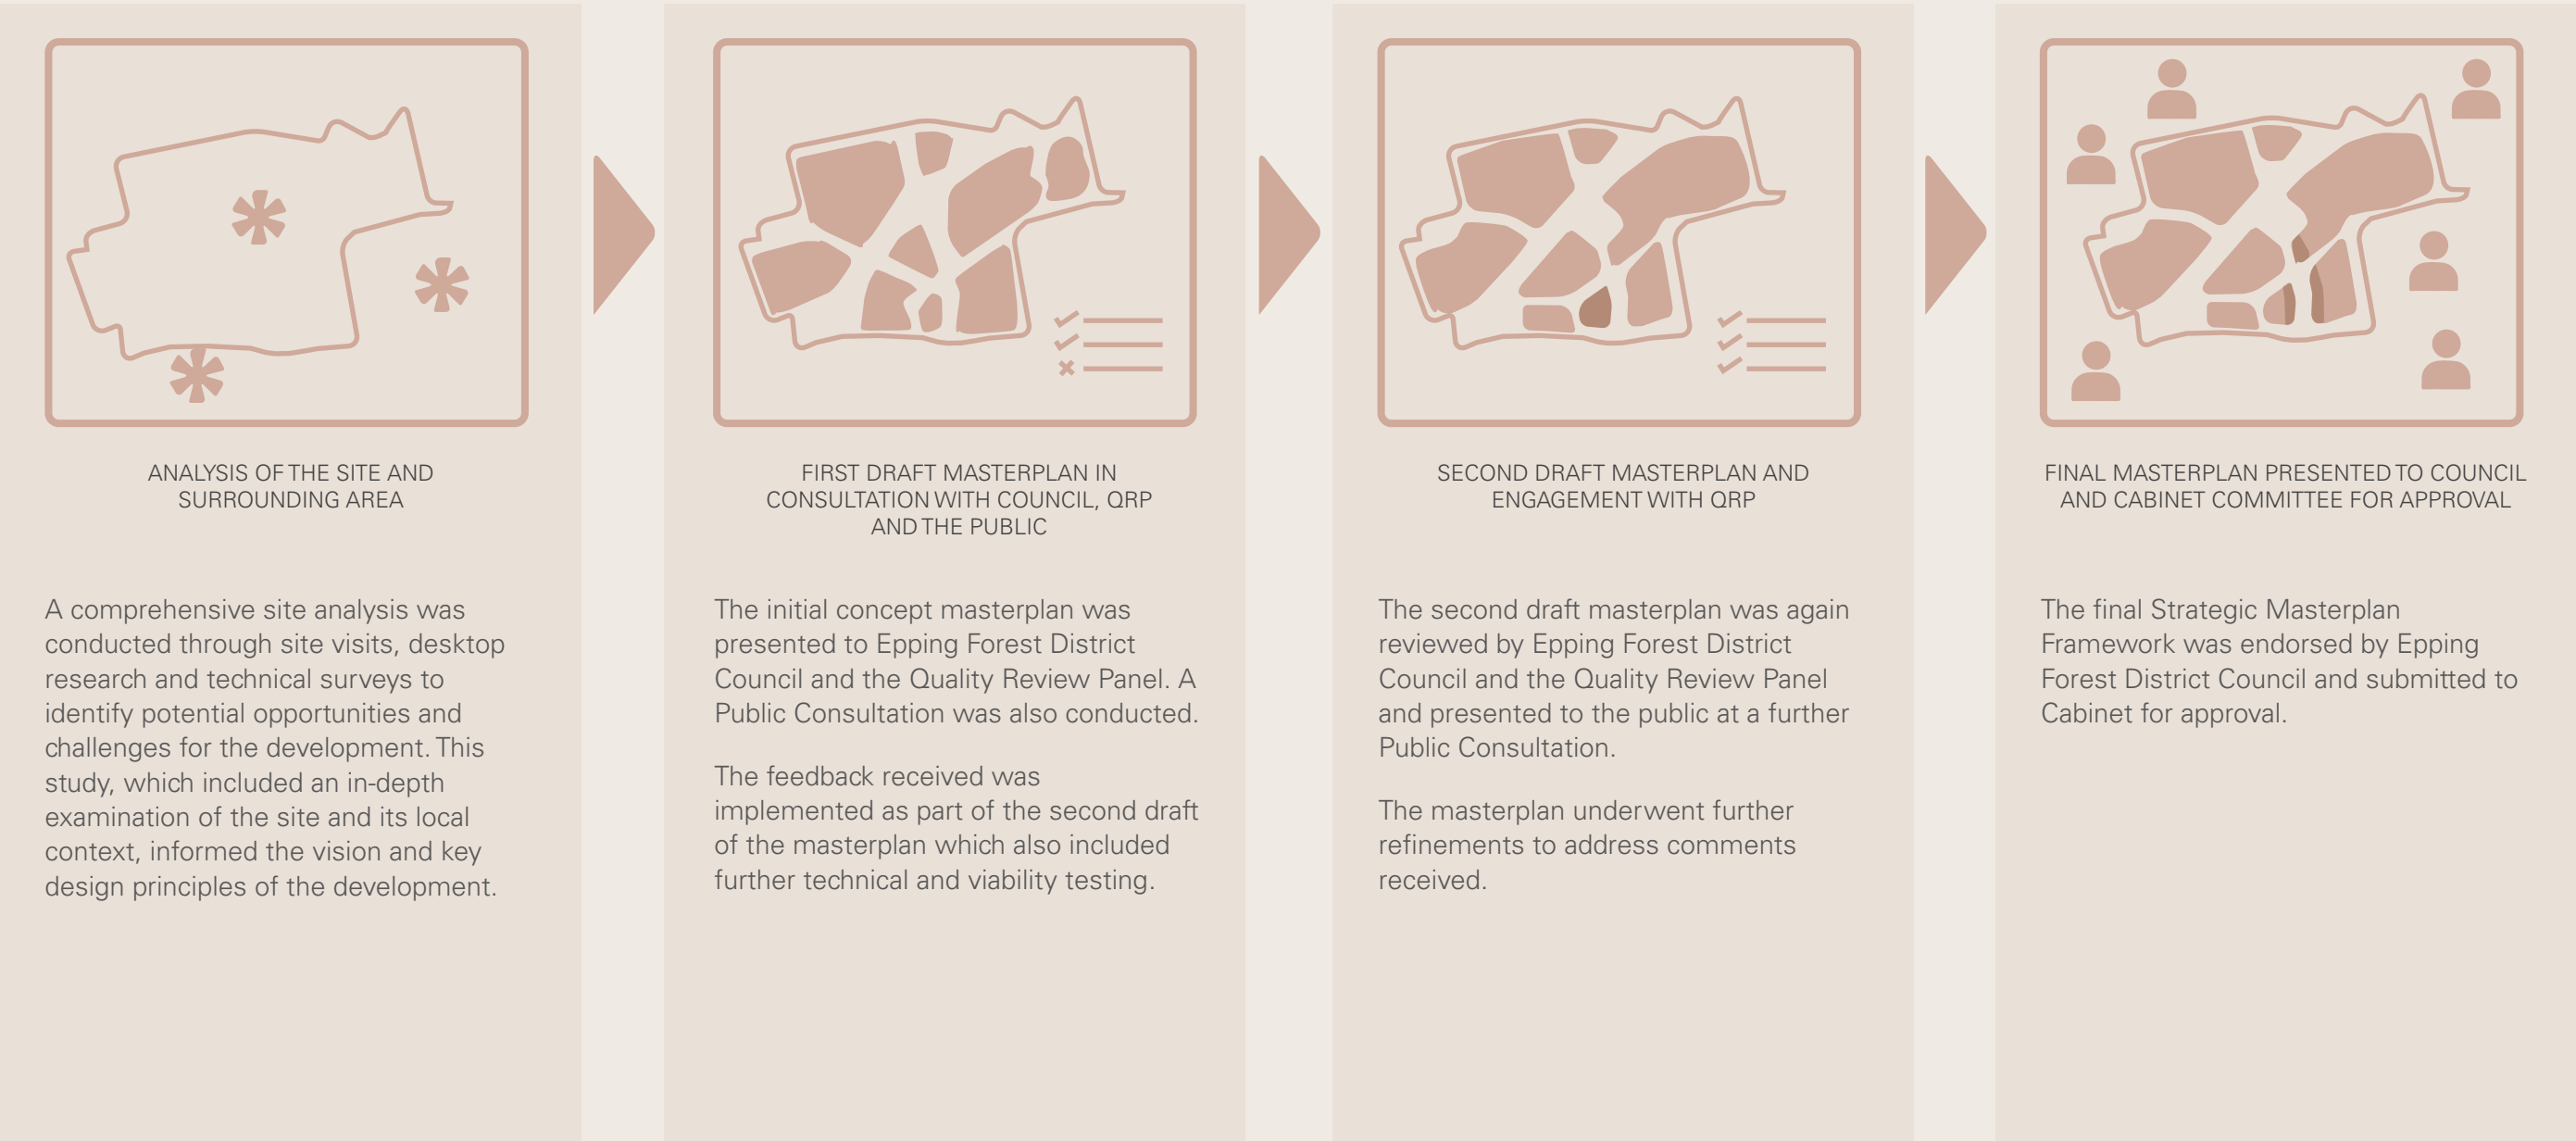 ANALYSIS OF THE SITE AND
SURROUNDING AREA
A comprehensive site analysis was
conducted through site visits, desktop
research and technical surveys to
identify potential opportunities and
challenges for the development. This
study, which included an in-depth
examination of the site and its local
context, informed the vision and key
design principles of the development.
FIRST DRAFT MASTERPLAN IN
CONSULTATION WITH COUNCIL, QRP
AND THE PUBLIC
The initial concept masterplan was
presented to Epping Forest District
Council and the Quality Review Panel. A
Public Consultation was also conducted.
The feedback received was
implemented as part of the second draft
of the masterplan which also included
further technical and viability testing.
SECOND DRAFT MASTERPLAN AND
ENGAGEMENT WITH QRP
The second draft masterplan was again
reviewed by Epping Forest District
Council and the Quality Review Panel
and presented to the public at a further
Public Consultation.
The masterplan underwent further
refinements to address comments
received.
FINAL MASTERPLAN PRESENTED TO COUNCIL
AND CABINET COMMITTEE FOR APPROVAL
The final Strategic Masterplan
Framework was endorsed by Epping
Forest District Council and submitted to
Cabinet for approval.